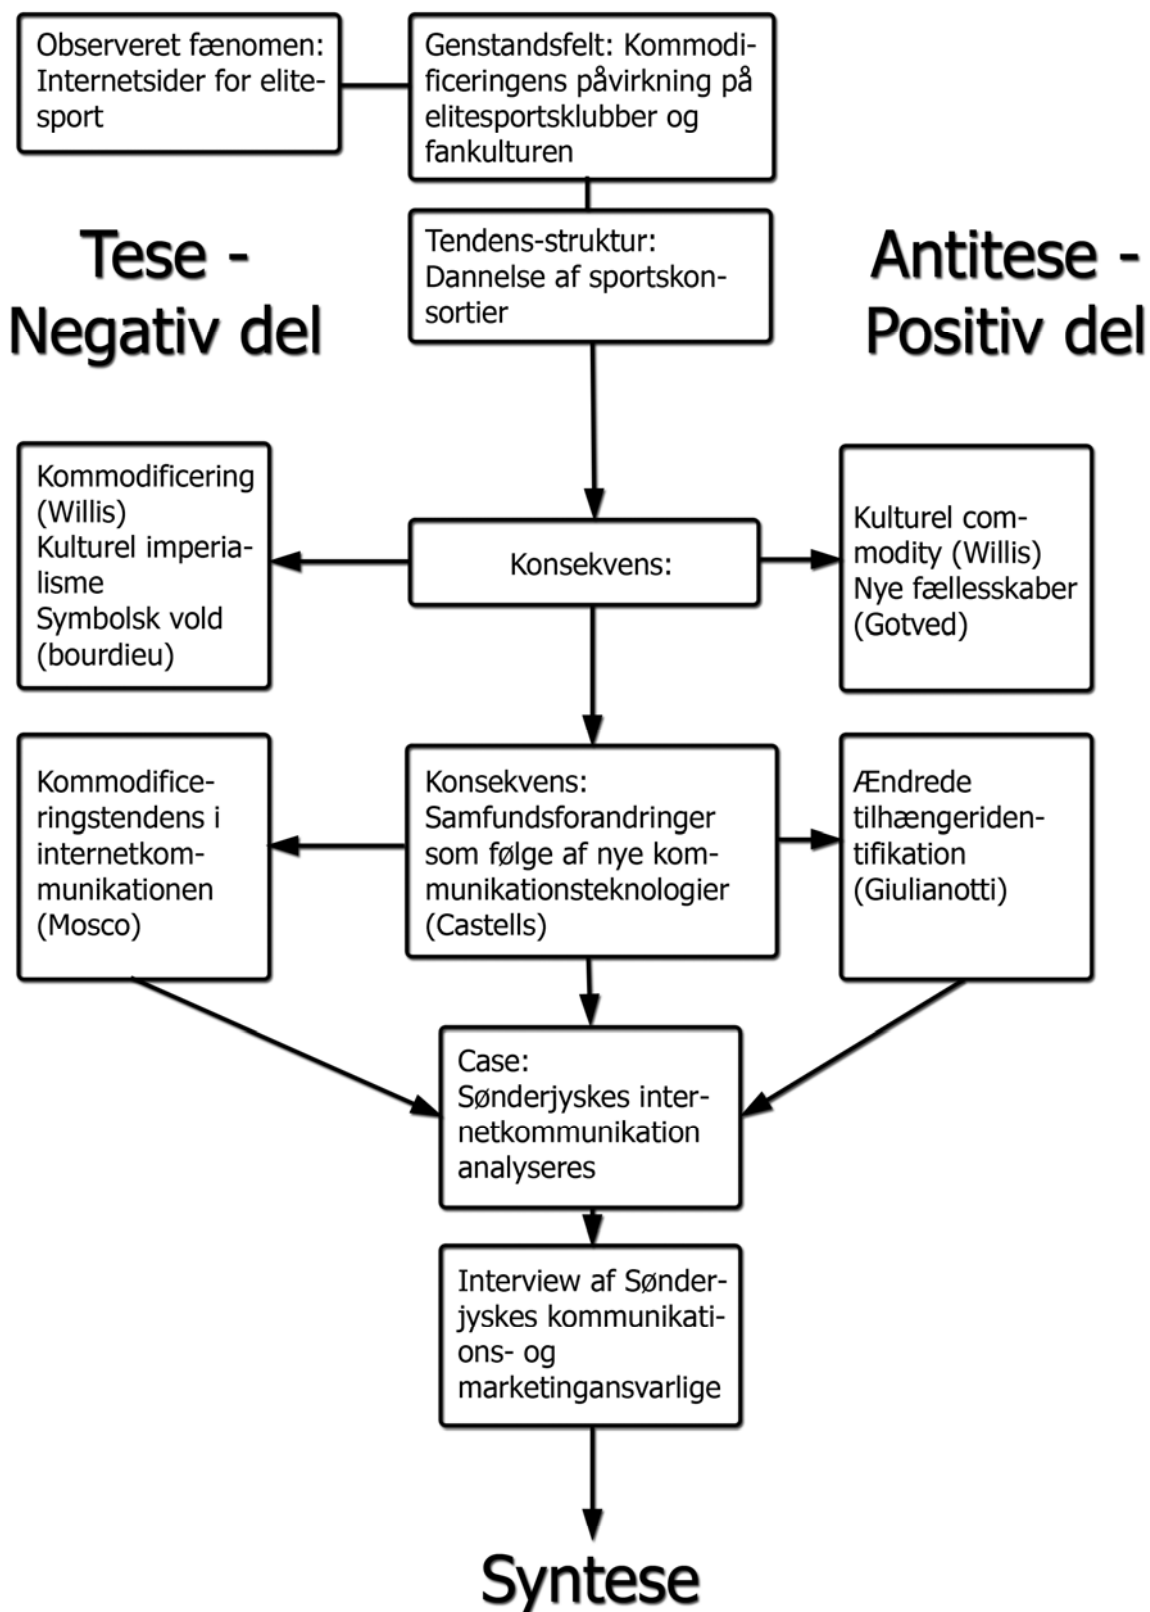 Observeret fænomen:
Internetsider for elite-
sport
Genstandsfelt: Kommodi-
ficeringens påvirkning på
elitesportsklubber og
fankulturen
Tese -
Negativ del
Tendens-struktur:
Dannelse af sportskon-
sortier
Antitese -
Positiv del
Kommodificering
(Willis)
Kulturel imperia-
lisme
Symbolsk vold
(bourdieu)
Konsekvens:
Kulturel com-
modity (Willis)
Nye fællesskaber
(Gotved)
Kommodifice-
ringstendens i
internetkom-
munikationen
(Mosco)
Konsekvens:
Samfundsforandringer
som følge af nye kom-
munikationsteknologier
(Castells)
Ændrede
tilhængeriden-
tifikation
(Giulianotti)
Case:
Sønderjyskes inter-
netkommunikation
analyseres
Interview af Sønder-
jyskes kommunikati-
ons- og
marketingansvarlige
Syntese